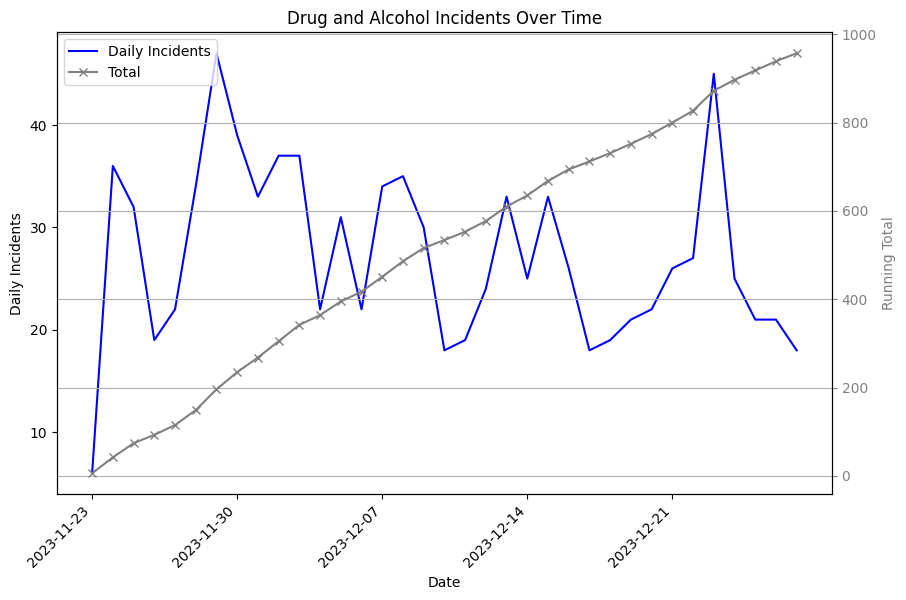 Drug and Alcohol Incidents Over Time
Daily Incidents
Total
40
30
20
10
Daily Incidents
1000
800
600
400
200
0
Running Total
2023-11-23
2023-11-30
2023-12-07
2023-12-14
2023-12-21
Date